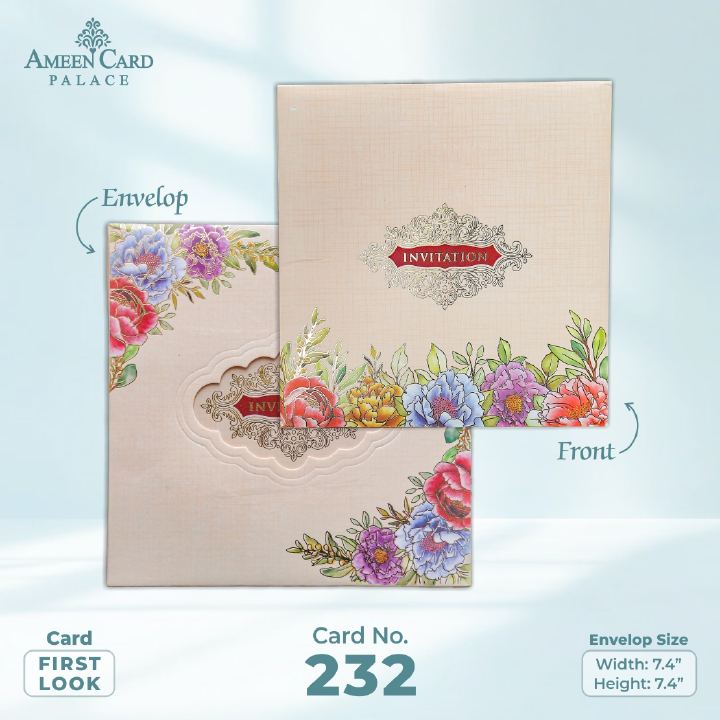 AMEEN CARD
PALACE
Envelop
INVITATION
INVI
Front
Card
FIRST
LOOK
Card No.
232
Envelop Size
Width: 7.4”
Height: 7.4”